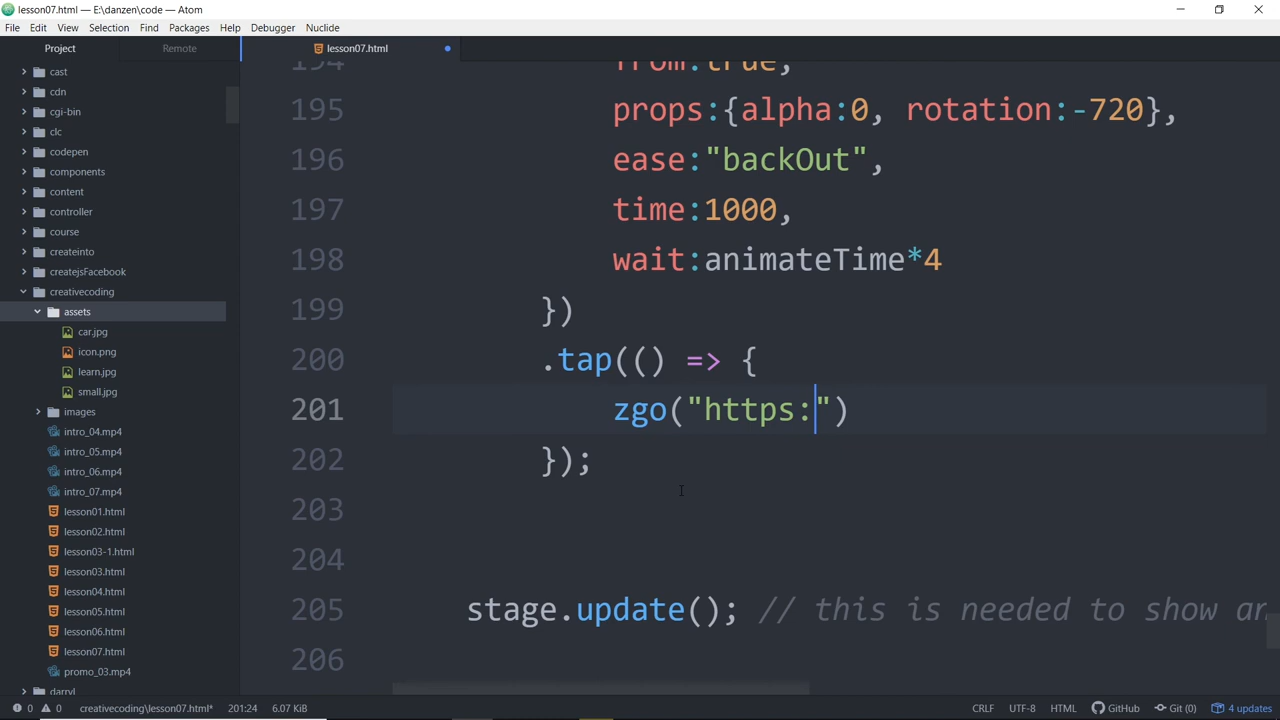 lesson07.html — E:\danzen\code — Atom
File Edit View Selection Find Packages Help Debugger Nuclide
Project Remote lesson07.html
cast
cdn
cgi-bin
clc
codepen
components
content
controller
course
createinto
createjsFacebook
creativecoding
assets
car.jpg
icon.png
learn.jpg
small.jpg
images
intro_04.mp4
intro_05.mp4
intro_06.mp4
intro_07.mp4
lesson01.html
lesson02.html
lesson03-1.html
lesson03.html
lesson04.html
lesson05.html
lesson06.html
lesson07.html
promo_03.mp4
darryl
194 from:true,
195 props:{alpha:0, rotation:-720},
196 ease:"backOut",
197 time:1000,
198 wait:animateTime*4
199 })
200 .tap(() => {
201 zgo("https:")
202 });
203
204
205 stage.update(); // this is needed to show an
206
0 0 creativecoding\lesson07.html* 201:24 6.07 KiB CRLF UTF-8 HTML GitHub Git (0) 4 updates